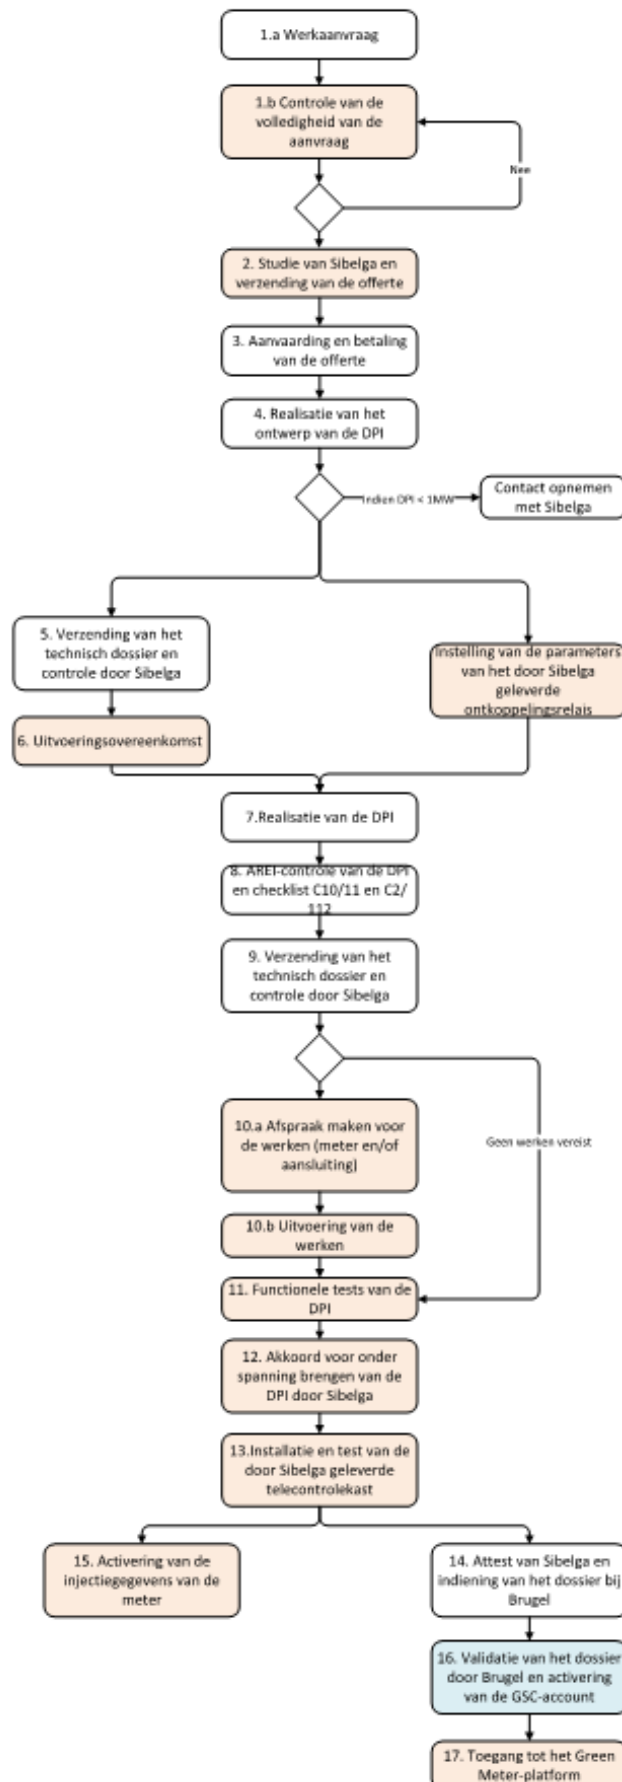 1.a Werkaanvraag
1.b Controle van de
volledigheid van de
aanvraag
Nee
2. Studie van Sibelga en
verzending van de offerte
3. Aanvaarding en betaling
van de offerte
4. Realisatie van het
ontwerp van de DPI
Indien DPI < 1MW
Contact opnemen
met Sibelga
5. Verzending van het
technisch dossier en
controle door Sibelga
Instelling van de parameters
van het door Sibelga
geleverde
ontkoppelingsrelais
6. Uitvoeringsovereenkomst
7.Realisatie van de DPI
8. AREI-controle van de DPI
en checklist C10/11 en C2/
112
9. Verzending van het
technisch dossier en
controle door Sibelga
10.a Afspraak maken voor
de werken (meter en/of
aansluiting)
Geen werken vereist
10.b Uitvoering van de
werken
11. Functionele tests van de
DPI
12. Akkoord voor onder
spanning brengen van de
DPI door Sibelga
13.Installatie en test van de
door Sibelga geleverde
telecontrolekast
15. Activering van de
injectiegegevens van de
meter
14. Attest van Sibelga en
indiening van het dossier bij
Brugel
16. Validatie van het dossier
door Brugel en activering
van de GSC-account
17. Toegang tot het Green
Meter-platform